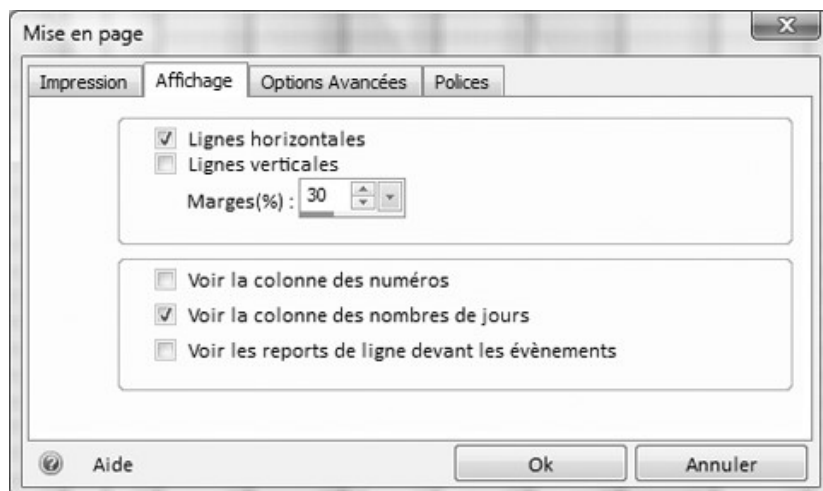 Mise en page
Impression Affichage Options Avancées Polices
Lignes horizontales
Lignes verticales
Marges(%) : 30
Voir la colonne des numéros
Voir la colonne des nombres de jours
Voir les reports de ligne devant les évènements
Aide Ok Annuler